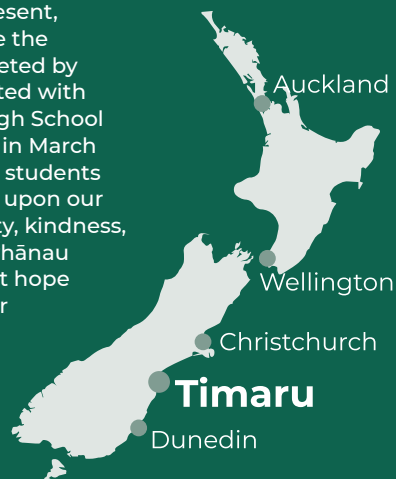 esent,
e the
eted by
ted with
gh School
in March
students
upon our
ty, kindness,
hānau
t hope
r
Auckland
Wellington
Christchurch
Timaru
Dunedin